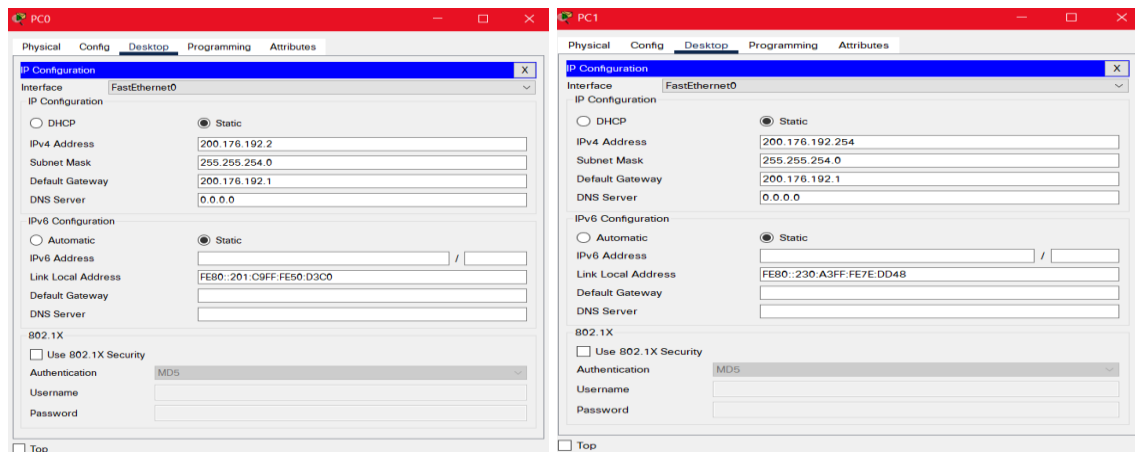 PC0
Physical Config Desktop Programming Attributes
IP Configuration X
Interface FastEthernet0
IP Configuration
DHCP Static
IPv4 Address 200.176.192.2
Subnet Mask 255.255.254.0
Default Gateway 200.176.192.1
DNS Server 0.0.0.0
IPv6 Configuration
Automatic Static
IPv6 Address /
Link Local Address FE80::201:C9FF:FE50:D3C0
Default Gateway
DNS Server
802.1X
Use 802.1X Security
Authentication MD5
Username
Password
Top
PC1
Physical Config Desktop Programming Attributes
IP Configuration X
Interface FastEthernet0
IP Configuration
DHCP Static
IPv4 Address 200.176.192.254
Subnet Mask 255.255.254.0
Default Gateway 200.176.192.1
DNS Server 0.0.0.0
IPv6 Configuration
Automatic Static
IPv6 Address /
Link Local Address FE80::230:A3FF:FE7E:DD48
Default Gateway
DNS Server
802.1X
Use 802.1X Security
Authentication MD5
Username
Password
Top